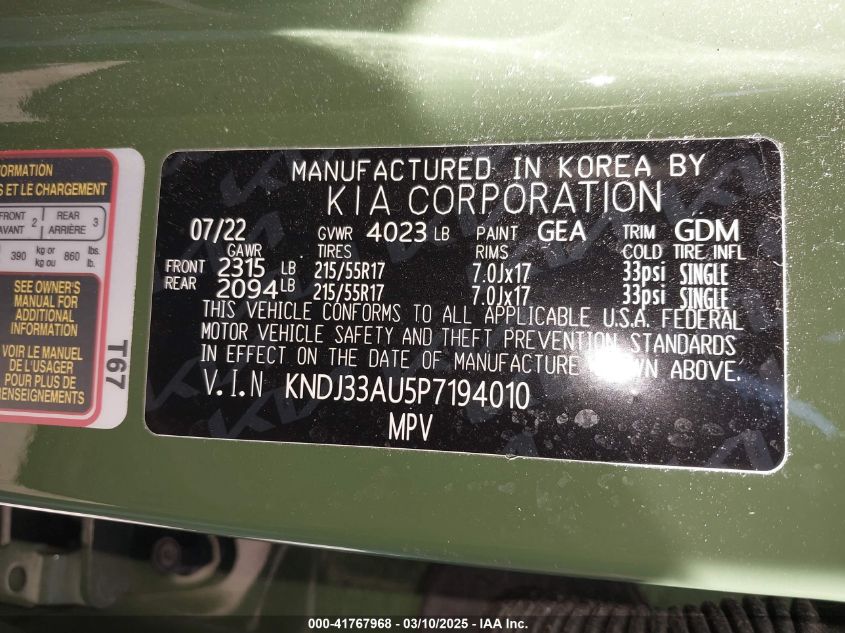 FORMATION
S ET LE CHARGEMENT
FRONT 2 REAR 3
AVANT ARRIÈRE
390 kg or 860 lbs.
kg ou lb.
SEE OWNER'S
MANUAL FOR
ADDITIONAL
INFORMATION
VOIR LE MANUEL
DE L'USAGER
POUR PLUS DE
RENSEIGNEMENTS
T67
MANUFACTURED IN KOREA BY
KIA CORPORATION
07/22 GVWR 4023 LB PAINT GEA TRIM GDM
GAWR TIRES RIMS COLD TIRE INFL
FRONT 2315 LB 215/55R17 7.0Jx17 33psi SINGLE
REAR 2094 LB 215/55R17 7.0Jx17 33psi SINGLE
THIS VEHICLE CONFORMS TO ALL APPLICABLE U.S.A. FEDERAL
MOTOR VEHICLE SAFETY AND THEFT PREVENTION STANDARDS
IN EFFECT ON THE DATE OF MANUFACTURE SHOWN ABOVE.
V.I.N KNDJ33AU5P7194010
MPV
000-41767968 - 03/10/2025 - IAA Inc.